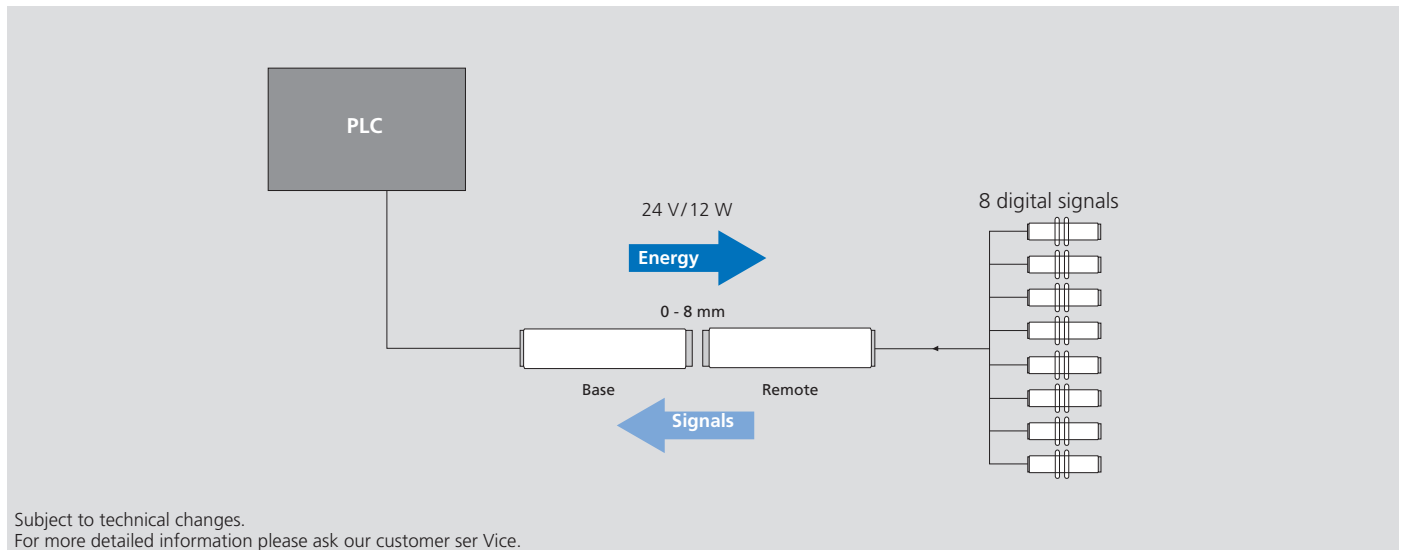 PLC
24 V/12 W
8 digital signals
Energy
0 - 8 mm
Base
Remote
Signals
Subject to technical changes.
For more detailed information please ask our customer ser Vice.